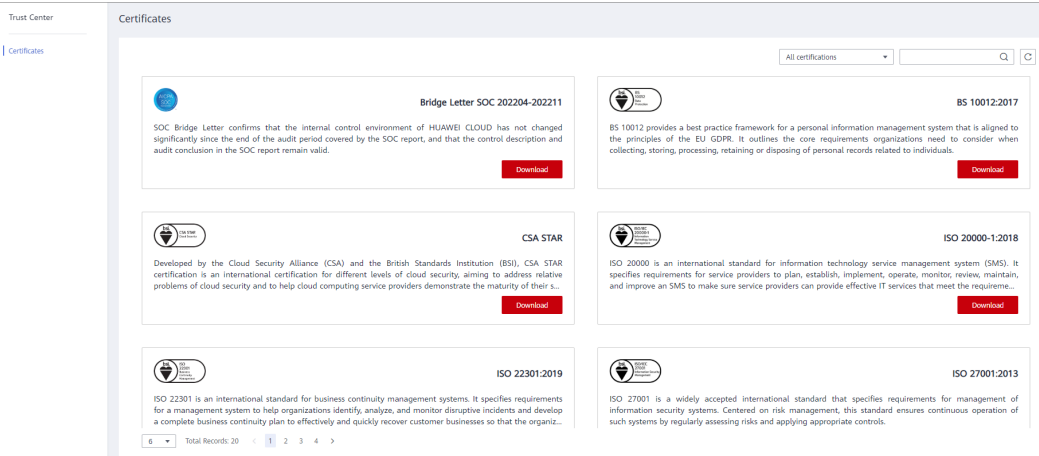 Trust Center
Certificates
Certificates
All certifications
Bridge Letter SOC 202204-202211
SOC Bridge Letter confirms that the internal control environment of HUAWEI CLOUD has not changed
significantly since the end of the audit period covered by the SOC report, and that the control description and
audit conclusion in the SOC report remain valid.
Download
BS 10012:2017
BS 10012 provides a best practice framework for a personal information management system that is aligned to
the principles of the EU GDPR. It outlines the core requirements organizations need to consider when
collecting, storing, processing, retaining or disposing of personal records related to individuals.
Download
CSA STAR
Developed by the Cloud Security Alliance (CSA) and the British Standards Institution (BSI), CSA STAR
certification is an international certification for different levels of cloud security, aiming to address relative
problems of cloud security and to help cloud computing service providers demonstrate the maturity of their s...
Download
ISO 20000-1:2018
ISO 20000 is an international standard for information technology service management system (SMS). It
specifies requirements for service providers to plan, establish, implement, operate, monitor, review, maintain,
and improve an SMS to make sure service providers can provide effective IT services that meet the requireme...
Download
ISO 22301:2019
ISO 22301 is an international standard for business continuity management systems. It specifies requirements
for a management system to help organizations identify, analyze, and monitor disruptive incidents and develop
a complete business continuity plan to effectively and quickly recover customer businesses so that the organiz...
ISO 27001:2013
ISO 27001 is a widely accepted international standard that specifies requirements for management of
information security systems. Centered on risk management, this standard ensures continuous operation of
such systems by regularly assessing risks and applying appropriate controls.
6 Total Records: 20 < 1 2 3 4 >